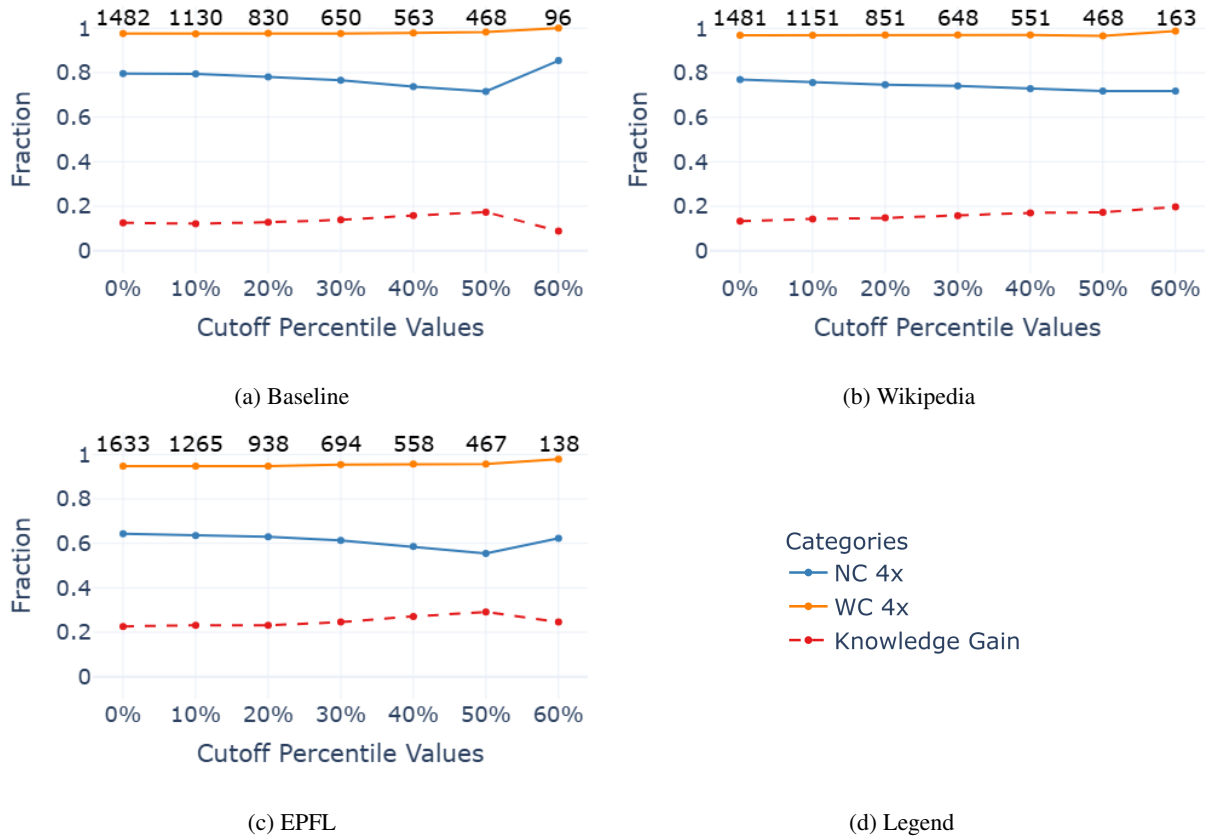 1482 1130 830 650 563 468 96
1
0.8
0.6
0.4
0.2
0
Fraction
0% 10% 20% 30% 40% 50% 60%
Cutoff Percentile Values
(a) Baseline
1481 1151 851 648 551 468 163
1
0.8
0.6
0.4
0.2
0
Fraction
0% 10% 20% 30% 40% 50% 60%
Cutoff Percentile Values
(b) Wikipedia
1633 1265 938 694 558 467 138
1
0.8
0.6
0.4
0.2
0
Fraction
0% 10% 20% 30% 40% 50% 60%
Cutoff Percentile Values
(c) EPFL
Categories
NC 4x
WC 4x
Knowledge Gain
(d) Legend